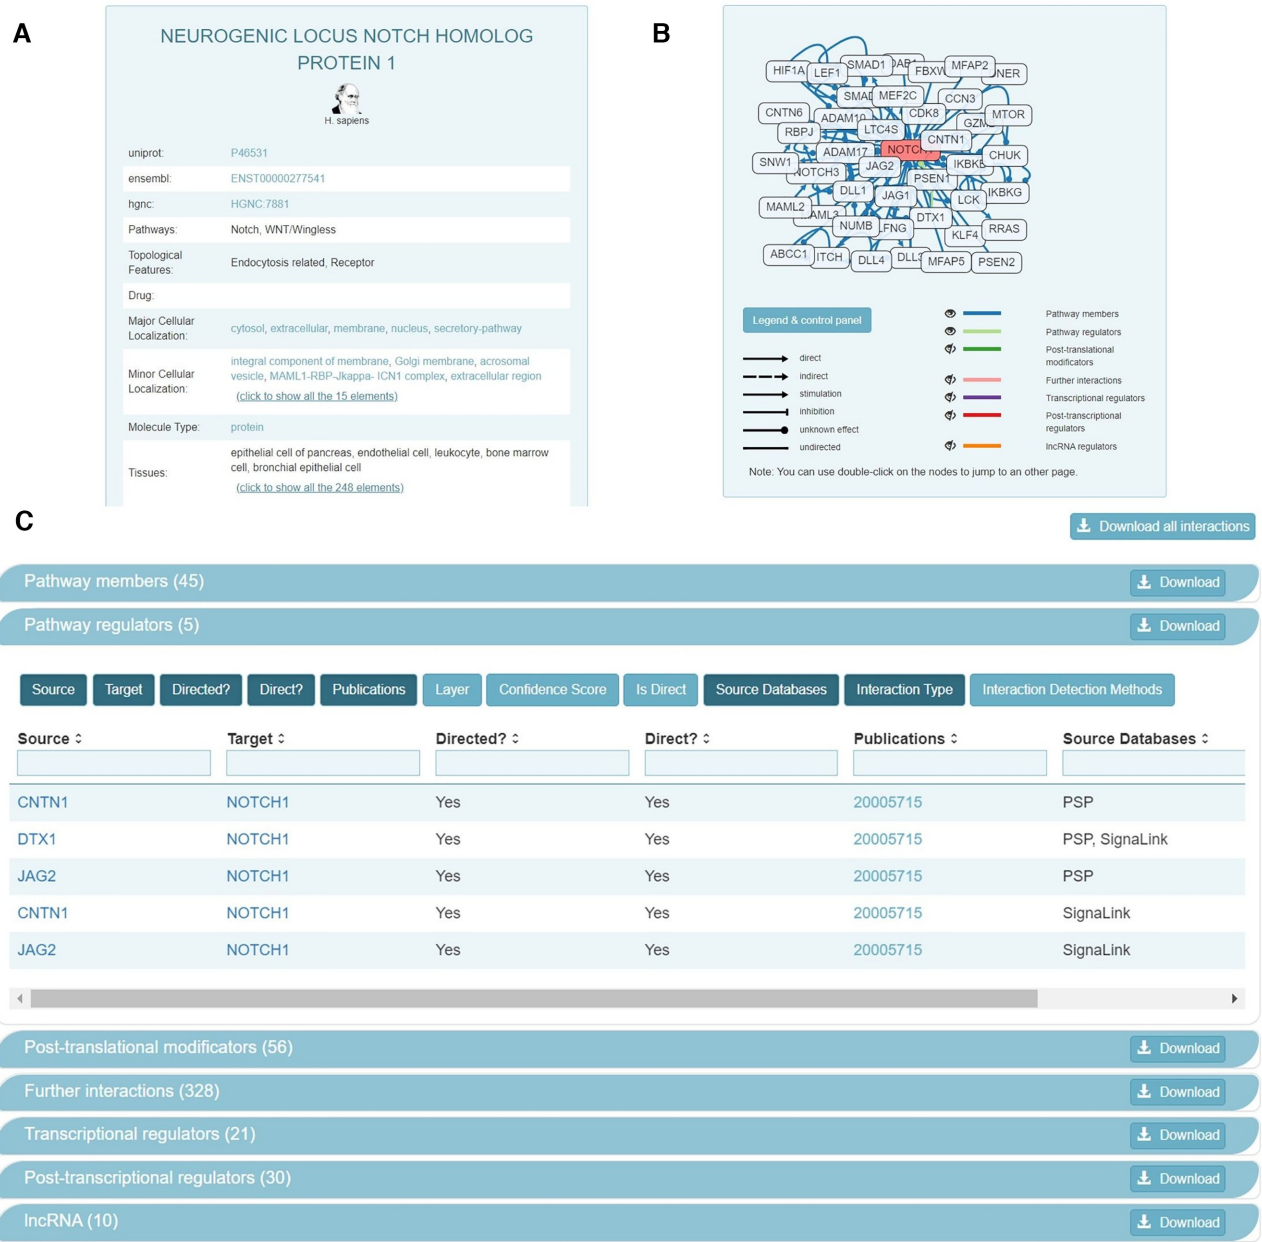 A
NEUROGENIC LOCUS NOTCH HOMOLOG
PROTEIN 1
H. sapiens
uniprot: P46531
ensembl: ENST00000277541
hgnc: HGNC:7881
Pathways: Notch, WNT/Wingless
Topological
Features: Endocytosis related, Receptor
Drug:
Major Cellular
Localization: cytosol, extracellular, membrane, nucleus, secretory-pathway
Minor Cellular
Localization: integral component of membrane, Golgi membrane, acrosomal
vesicle, MAML1-RBP-Jkappa- ICN1 complex, extracellular region
(click to show all the 15 elements)
Molecule Type: protein
Tissues: epithelial cell of pancreas, endothelial cell, leukocyte, bone marrow
cell, bronchial epithelial cell
(click to show all the 248 elements)
B
HIF1A LEF1 SMAD1 FBXW MFAP2 NER
SMAD MEF2C CCN3
CNTN6 ADAM10 CDK8 MTOR
RBPJ LTC4S CNTN1
ADAM17 NOTCH CHUK
SNW1 NOTCH3 JAG2 IKBKB
PSEN1 IKBKG
DLL1 JAG1 LCK
MAML2 DTX1
NUMB LFNG KLF4 RRAS
ABCC1 ITCH DLL4 DLL3 MFAP5 PSEN2
Legend & control panel
direct
indirect
stimulation
inhibition
unknown effect
undirected
Pathway members
Pathway regulators
Post-translational
modificators
Further interactions
Transcriptional regulators
Post-transcriptional
regulators
lncRNA regulators
Note: You can use double-click on the nodes to jump to an other page.
C
Download all interactions
Pathway members (45) Download
Pathway regulators (5) Download
Source Target Directed? Direct? Publications Layer Confidence Score Is Direct Source Databases Interaction Type Interaction Detection Methods
Source Target Directed? Direct? Publications Source Databases
CNTN1 NOTCH1 Yes Yes 20005715 PSP
DTX1 NOTCH1 Yes Yes 20005715 PSP, SignaLink
JAG2 NOTCH1 Yes Yes 20005715 PSP
CNTN1 NOTCH1 Yes Yes 20005715 SignaLink
JAG2 NOTCH1 Yes Yes 20005715 SignaLink
Post-translational modificators (56) Download
Further interactions (328) Download
Transcriptional regulators (21) Download
Post-transcriptional regulators (30) Download
lncRNA (10) Download